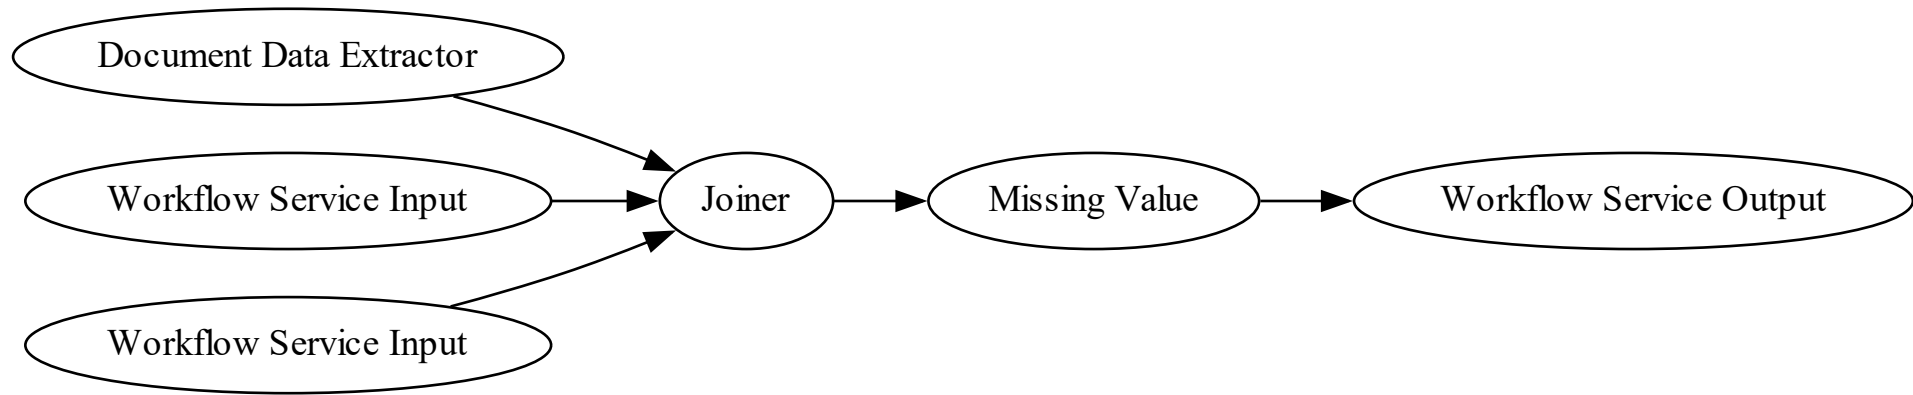 Document Data Extractor
Workflow Service Input
Joiner
Missing Value
Workflow Service Output
Workflow Service Input